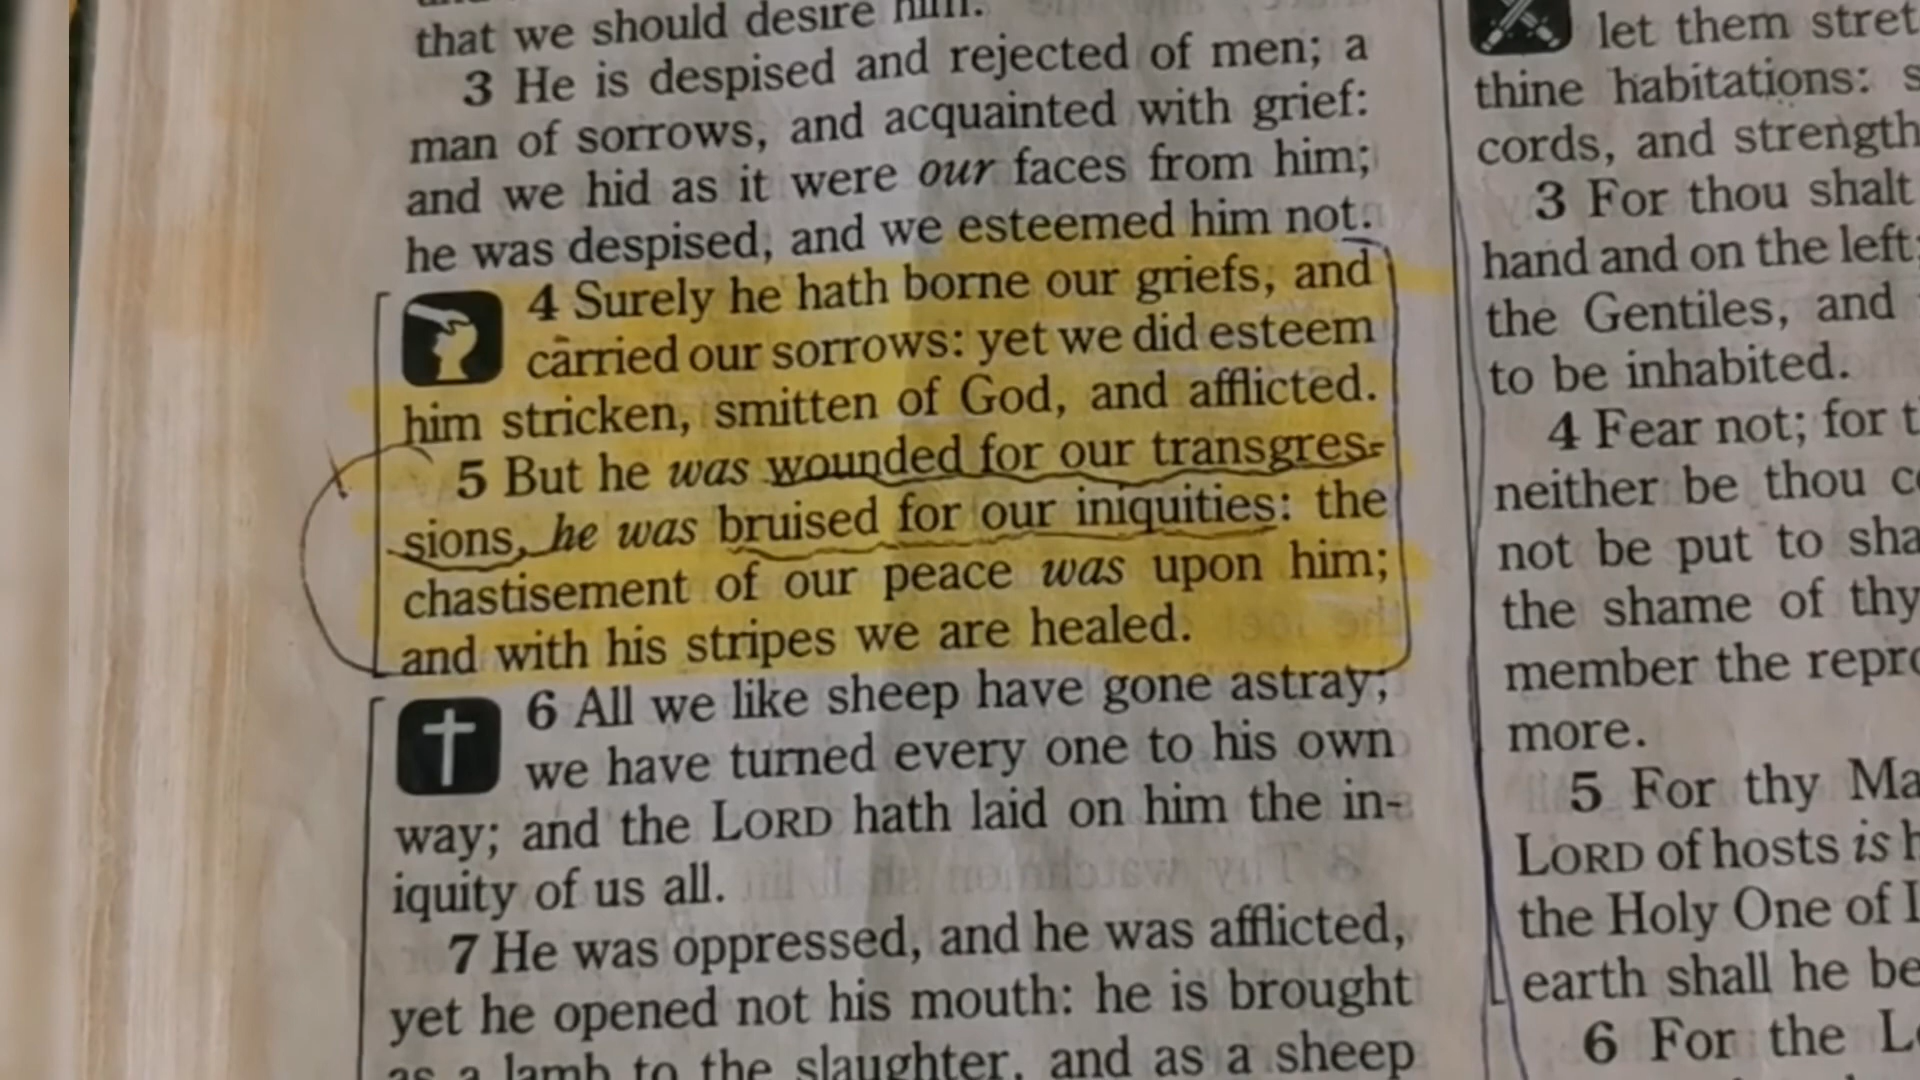 that we should desire him.
3 He is despised and rejected of men; a
man of sorrows, and acquainted with grief:
and we hid as it were our faces from him;
he was despised, and we esteemed him not.
4 Surely he hath borne our griefs, and
carried our sorrows: yet we did esteem
him stricken, smitten of God, and afflicted.
5 But he was wounded for our transgres-
sions, he was bruised for our iniquities: the
chastisement of our peace was upon him;
and with his stripes we are healed.
6 All we like sheep have gone astray;
we have turned every one to his own
way; and the LORD hath laid on him the in-
iquity of us all.
7 He was oppressed, and he was afflicted,
yet he opened not his mouth: he is brought
as a lamb to the slaughter, and as a sheep
let them stret
thine habitations: s
cords, and strength
3 For thou shalt
hand and on the left;
the Gentiles, and
to be inhabited.
4 Fear not; for t
neither be thou co
not be put to sha
the shame of thy
member the repro
more.
5 For thy Ma
LORD of hosts is h
the Holy One of I
earth shall he be
6 For the Lo